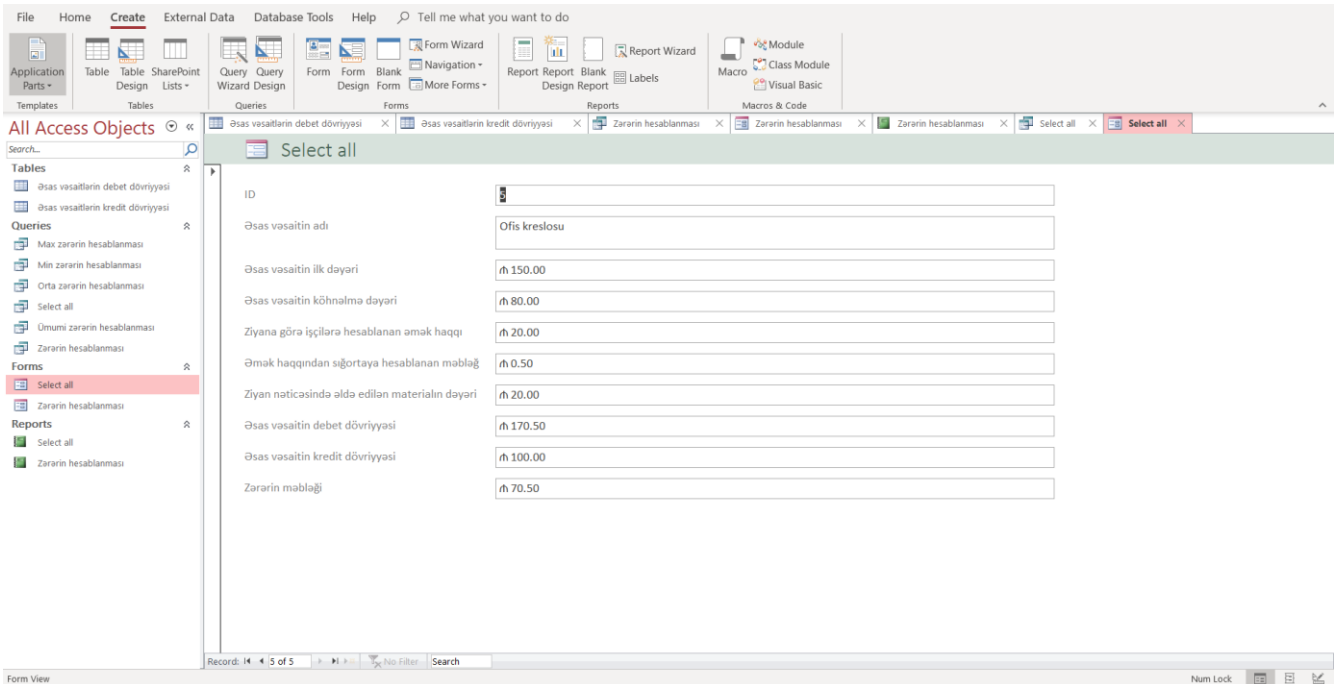 File Home Create External Data Database Tools Help Tell me what you want to do
Application Parts
Templates
Table Table Design SharePoint Lists
Tables
Query Wizard Query Design
Queries
Form Form Design Blank Form Form Wizard Navigation More Forms
Forms
Report Report Design Blank Report Report Wizard Labels
Reports
Macro Module Class Module Visual Basic
Macros & Code
All Access Objects
Search...
Tables
Əsas vəsaitlərin debet dövriyyəsi
Əsas vəsaitlərin kredit dövriyyəsi
Queries
Max zərərin hesablanması
Min zərərin hesablanması
Orta zərərin hesablanması
Select all
Ümumi zərərin hesablanması
Zərərin hesablanması
Forms
Select all
Zərərin hesablanması
Reports
Select all
Zərərin hesablanması
Əsas vəsaitlərin debet dövriyyəsi Əsas vəsaitlərin kredit dövriyyəsi Zərərin hesablanması Zərərin hesablanması Zərərin hesablanması Select all Select all
Select all
ID 5
Əsas vəsaitin adı Ofis kreslosu
Əsas vəsaitin ilk dəyəri ₼ 150.00
Əsas vəsaitin köhnəlmə dəyəri ₼ 80.00
Ziyana görə işçilərə hesablanan əmək haqqı ₼ 20.00
Əmək haqqından sığortaya hesablanan məbləğ ₼ 0.50
Ziyan nəticəsində əldə edilən materialın dəyəri ₼ 20.00
Əsas vəsaitin debet dövriyyəsi ₼ 170.50
Əsas vəsaitin kredit dövriyyəsi ₼ 100.00
Zərərin məbləği ₼ 70.50
Record: 5 of 5 No Filter Search
Form View Num Lock